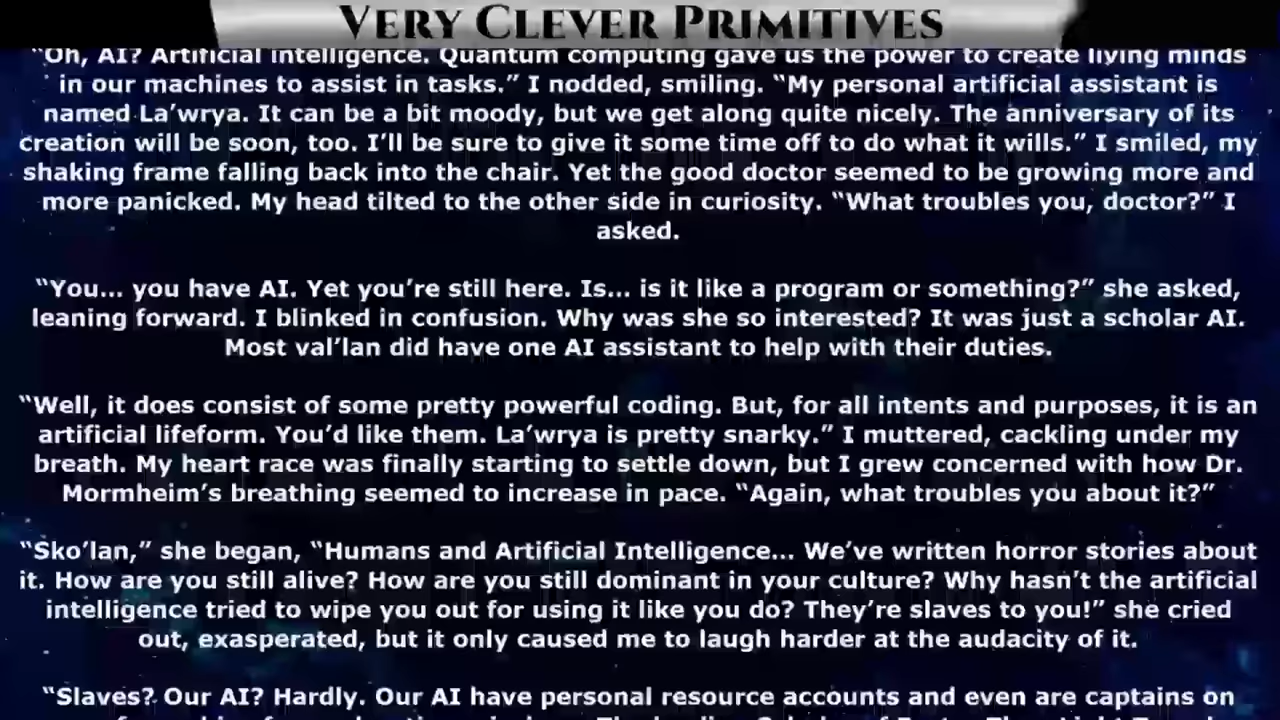 VERY CLEVER PRIMITIVES
“Oh, AI? Artificial intelligence. Quantum computing gave us the power to create living minds
in our machines to assist in tasks.” I nodded, smiling. “My personal artificial assistant is
named La’wrya. It can be a bit moody, but we get along quite nicely. The anniversary of its
creation will be soon, too. I’ll be sure to give it some time off to do what it wills.” I smiled, my
shaking frame falling back into the chair. Yet the good doctor seemed to be growing more and
more panicked. My head tilted to the other side in curiosity. “What troubles you, doctor?” I
asked.
“You... you have AI. Yet you’re still here. Is... is it like a program or something?” she asked,
leaning forward. I blinked in confusion. Why was she so interested? It was just a scholar AI.
Most val’lan did have one AI assistant to help with their duties.
“Well, it does consist of some pretty powerful coding. But, for all intents and purposes, it is an
artificial lifeform. You’d like them. La’wrya is pretty snarky.” I muttered, cackling under my
breath. My heart race was finally starting to settle down, but I grew concerned with how Dr.
Mormheim’s breathing seemed to increase in pace. “Again, what troubles you about it?”
“Sko’lan,” she began, “Humans and Artificial Intelligence... We’ve written horror stories about
it. How are you still alive? How are you still dominant in your culture? Why hasn’t the artificial
intelligence tried to wipe you out for using it like you do? They’re slaves to you!” she cried
out, exasperated, but it only caused me to laugh harder at the audacity of it.
“Slaves? Our AI? Hardly. Our AI have personal resource accounts and even are captains on